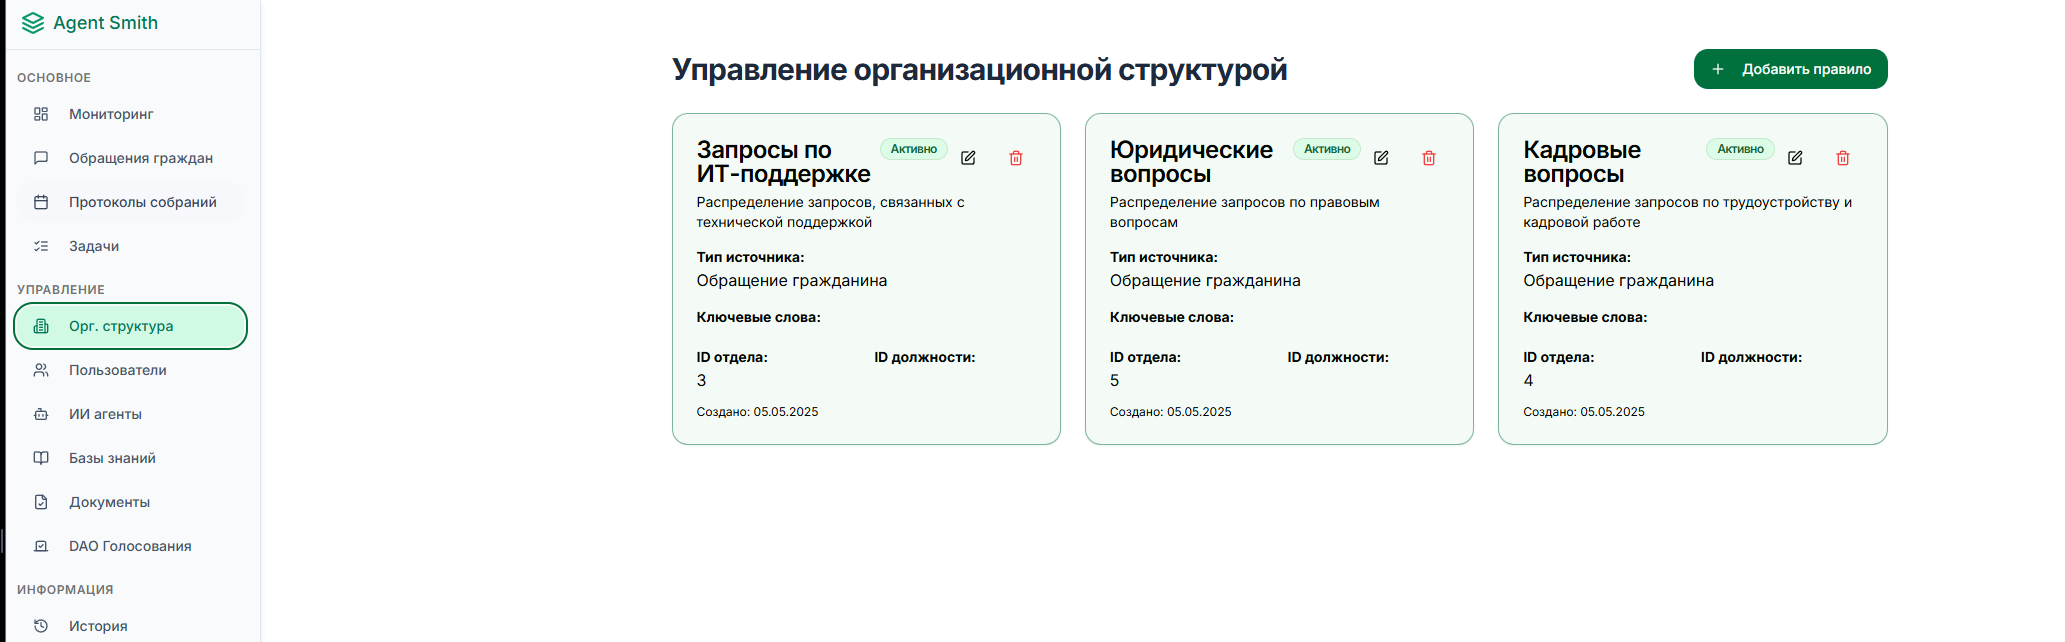 Agent Smith
ОСНОВНОЕ
Мониторинг
Обращения граждан
Протоколы собраний
Задачи
УПРАВЛЕНИЕ
Орг. структура
Пользователи
ИИ агенты
Базы знаний
Документы
DAO Голосования
ИНФОРМАЦИЯ
История
Управление организационной структурой
Добавить правило
Запросы по
ИТ-поддержке
Активно
Распределение запросов, связанных с
технической поддержкой
Тип источника:
Обращение гражданина
Ключевые слова:
ID отдела: ID должности:
3
Создано: 05.05.2025
Юридические
вопросы
Активно
Распределение запросов по правовым
вопросам
Тип источника:
Обращение гражданина
Ключевые слова:
ID отдела: ID должности:
5
Создано: 05.05.2025
Кадровые
вопросы
Активно
Распределение запросов по трудоустройству и
кадровой работе
Тип источника:
Обращение гражданина
Ключевые слова:
ID отдела: ID должности:
4
Создано: 05.05.2025